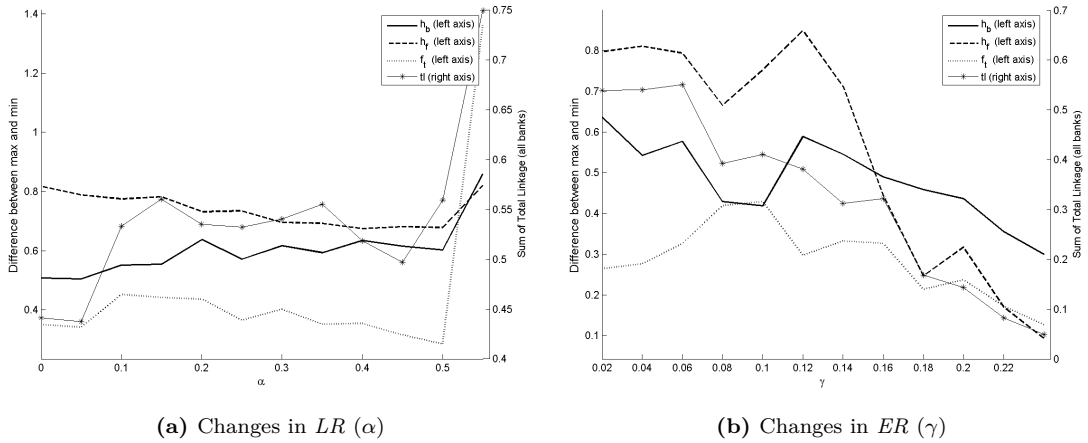 Difference between max and min
1.4
1.2
1
0.8
0.6
0.4
h_b (left axis)
h_f (left axis)
f_t (left axis)
tl (right axis)
0.75
0.7
0.65
0.6
0.55
0.5
0.45
0.4
Sum of Total Linkage (all banks)
0 0.1 0.2 0.3 0.4 0.5
α
(a) Changes in LR (α)
Difference between max and min
0.8
0.7
0.6
0.5
0.4
0.3
0.2
0.1
h_b (left axis)
h_f (left axis)
f_t (left axis)
tl (right axis)
0.7
0.6
0.5
0.4
0.3
0.2
0.1
0
Sum of Total Linkage (all banks)
0.02 0.04 0.06 0.08 0.1 0.12 0.14 0.16 0.18 0.2 0.22
γ
(b) Changes in ER (γ)